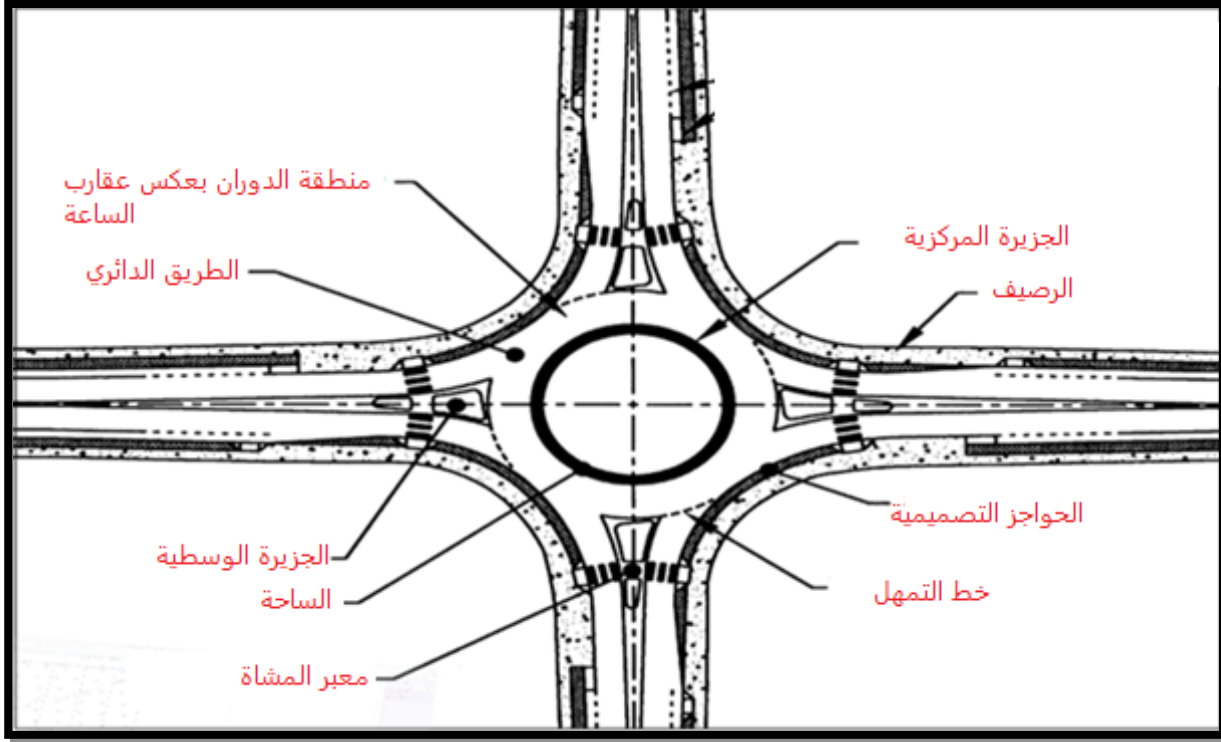 منطقة الدوران بعكس عقارب
الساعة
الجزيرة المركزية
الطريق الدائري
الرصيف
الحواجز التصميمية
الجزيرة الوسطية
خط التمهل
الساحة
معبر المشاة